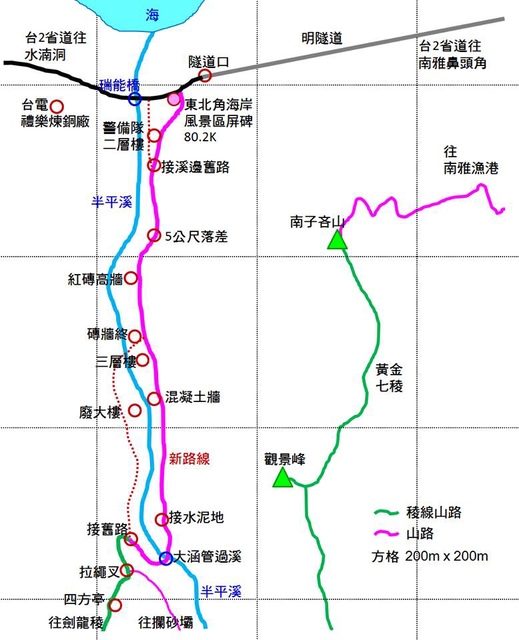 海
台2省道往
水湳洞
明隧道
台2省道往
南雅鼻頭角
隧道口
瑞能橋
台電
禮樂煉銅廠
東北角海岸
風景區屏碑
80.2K
警備隊
二層樓
接溪邊舊路
往
南雅漁港
半平溪
南子吝山
5公尺落差
紅磚高牆
磚牆終
三層樓
黃金
七稜
混凝土牆
廢大樓
新路線
觀景峰
接水泥地
稜線山路
接舊路
山路
大涵管過溪
方格 200m x 200m
拉繩叉
半平溪
四方亭
往劍龍稜
往攔砂壩